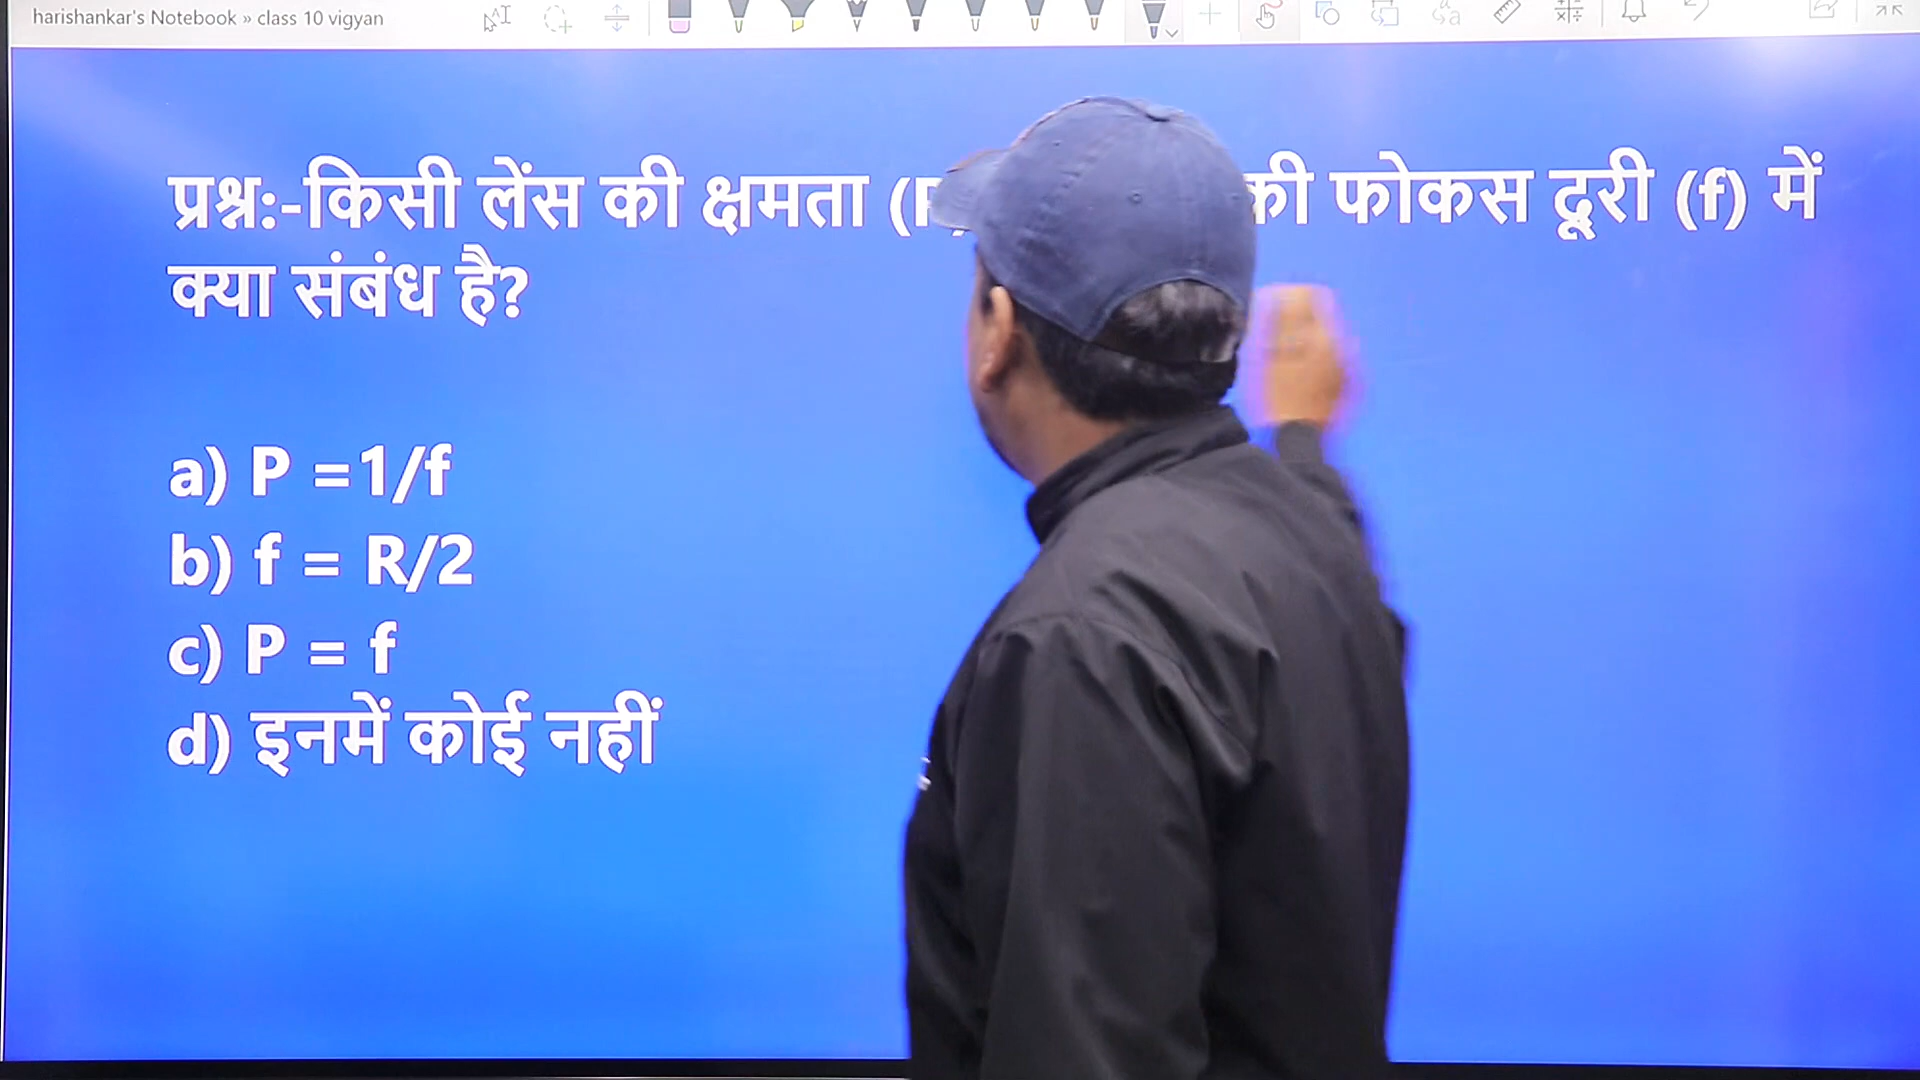 harishankar's Notebook » class 10 vigyan
प्रश्न:-किसी लेंस की क्षमता (P) की फोकस दूरी (f) में
क्या संबंध है?
a) P =1/f
b) f = R/2
c) P = f
d) इनमें कोई नहीं